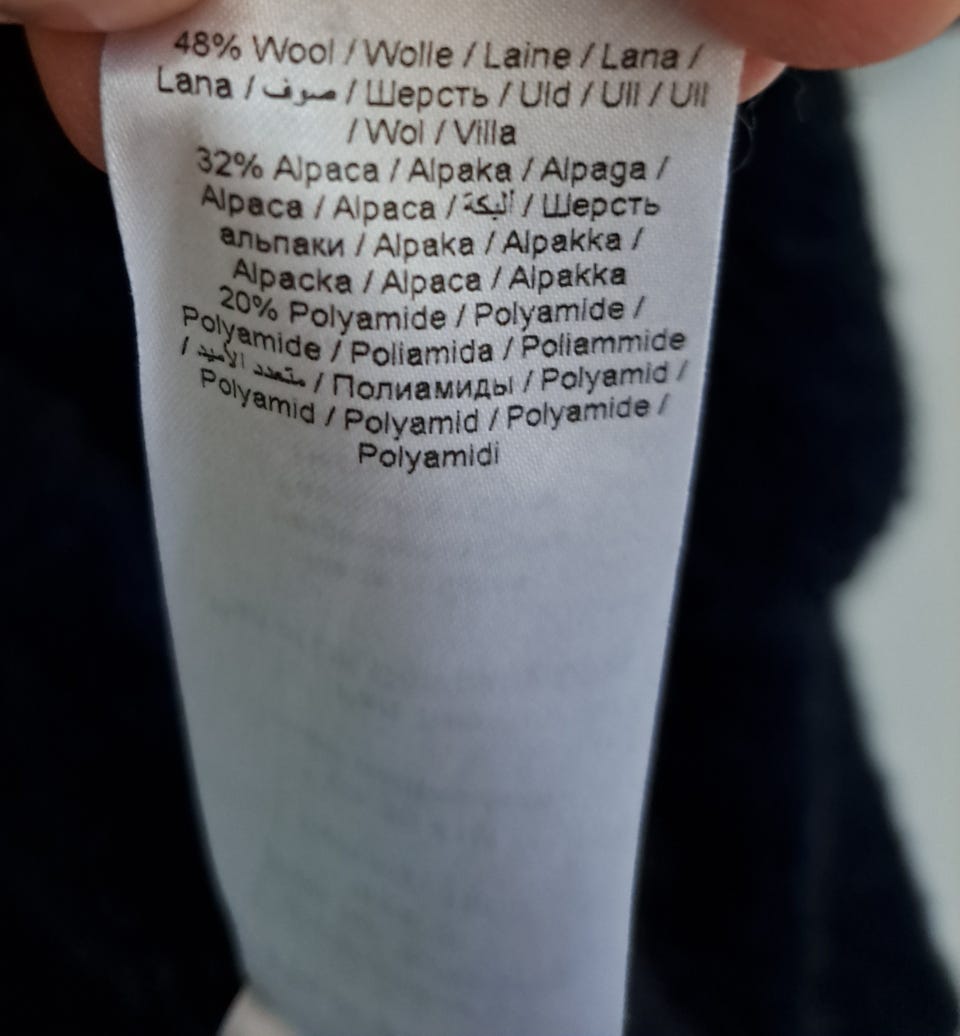 48% Wool / Wolle / Laine / Lana /
Lana / صوف / Шерсть / Uld / Ull / Ull
/ Wol / Villa
32% Alpaca / Alpaka / Alpaga /
Alpaca / Alpaca / ألبكة / Шерсть
альпаки / Alpaka / Alpakka /
Alpacka / Alpaca / Alpakka
20% Polyamide / Polyamide /
Polyamide / Poliamida / Poliammide
/ متعدد الأميد / Полиамиды / Polyamid /
Polyamid / Polyamid / Polyamide /
Polyamidi